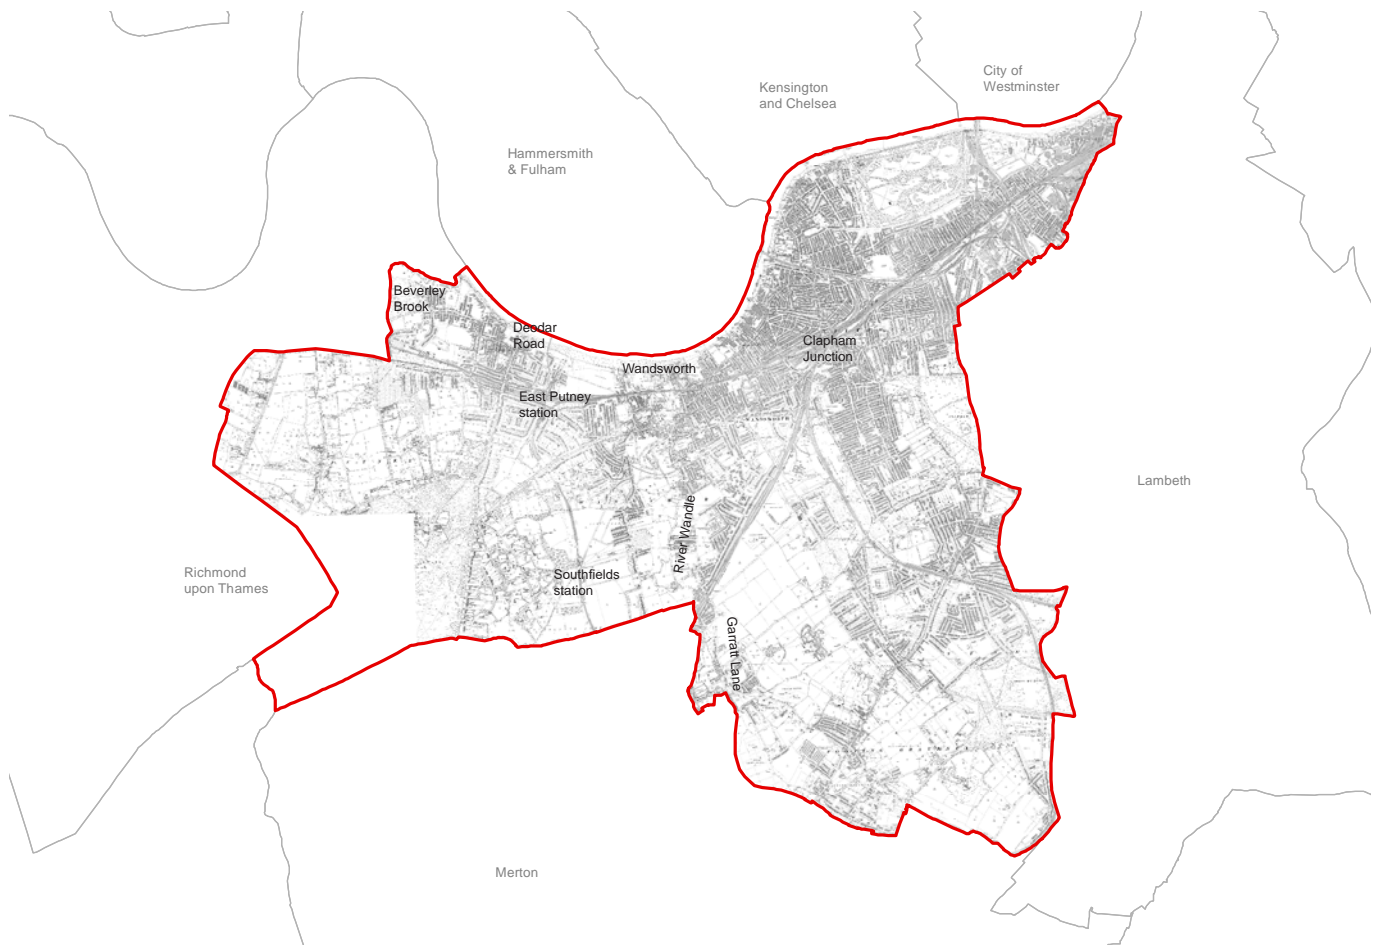 City of
Westminster
Kensington
and Chelsea
Hammersmith
& Fulham
Beverley
Brook
Deodar
Road
Clapham
Junction
Wandsworth
East Putney
station
Lambeth
River Wandle
Southfields
station
Richmond
upon Thames
Garratt Lane
Merton